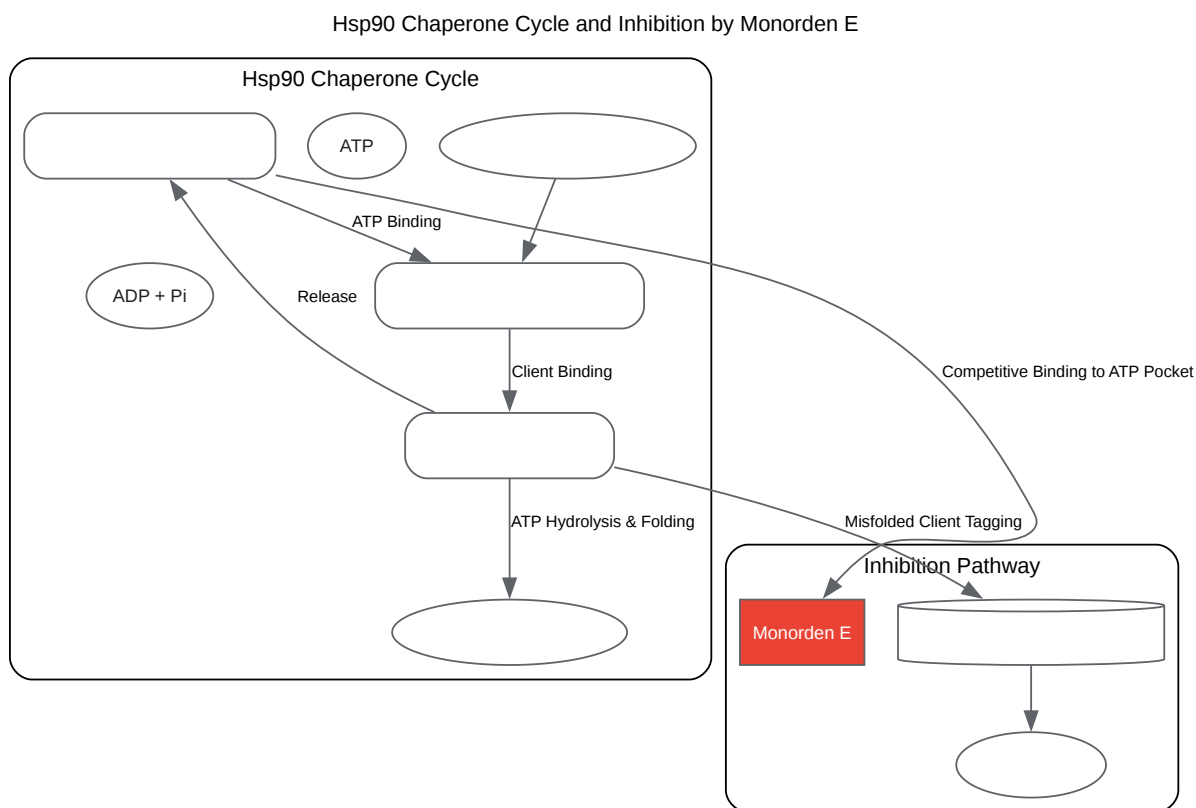 Hsp90 Chaperone Cycle and Inhibition by Monorden E
Hsp90 Chaperone Cycle
ATP
ATP Binding
ADP + Pi
Release
Client Binding
Competitive Binding to ATP Pocket
ATP Hydrolysis & Folding
Misfolded Client Tagging
Inhibition Pathway
Monorden E